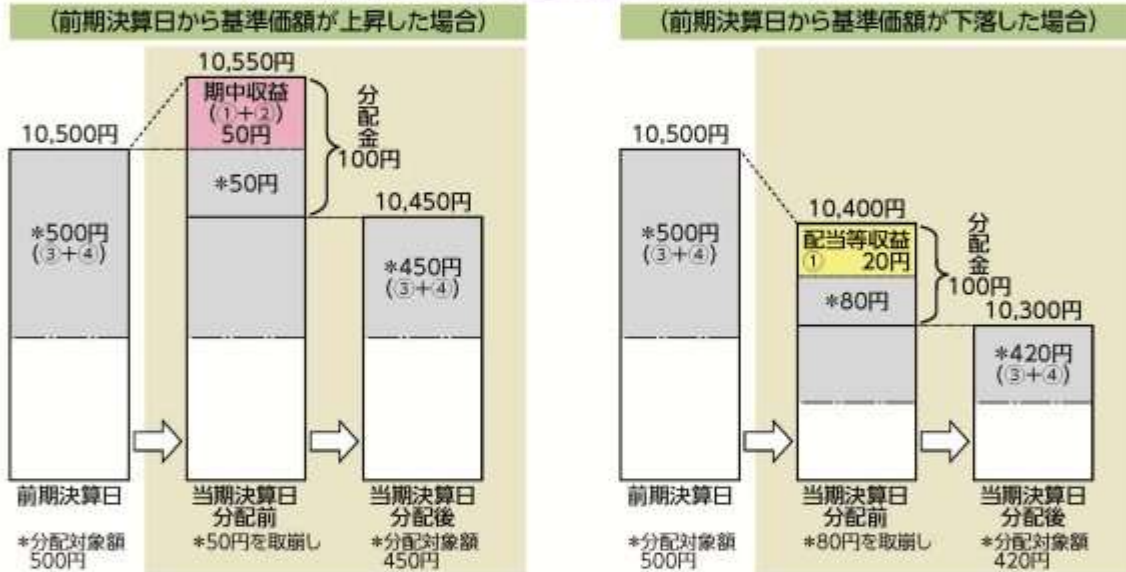 (前期決算日から基準価額が上昇した場合)
10,550円
期中収益
(①+②)
50円
分配金
100円
10,500円
*50円
10,450円
*500円
(③+④)
*450円
(③+④)
前期決算日
当期決算日
分配前
当期決算日
分配後
*分配対象額
500円
*50円を取崩し
*分配対象額
450円
(前期決算日から基準価額が下落した場合)
10,500円
10,400円
配当等収益
① 20円
分配金
100円
*500円
(③+④)
*80円
10,300円
*420円
(③+④)
前期決算日
当期決算日
分配前
当期決算日
分配後
*分配対象額
500円
*80円を取崩し
*分配対象額
420円